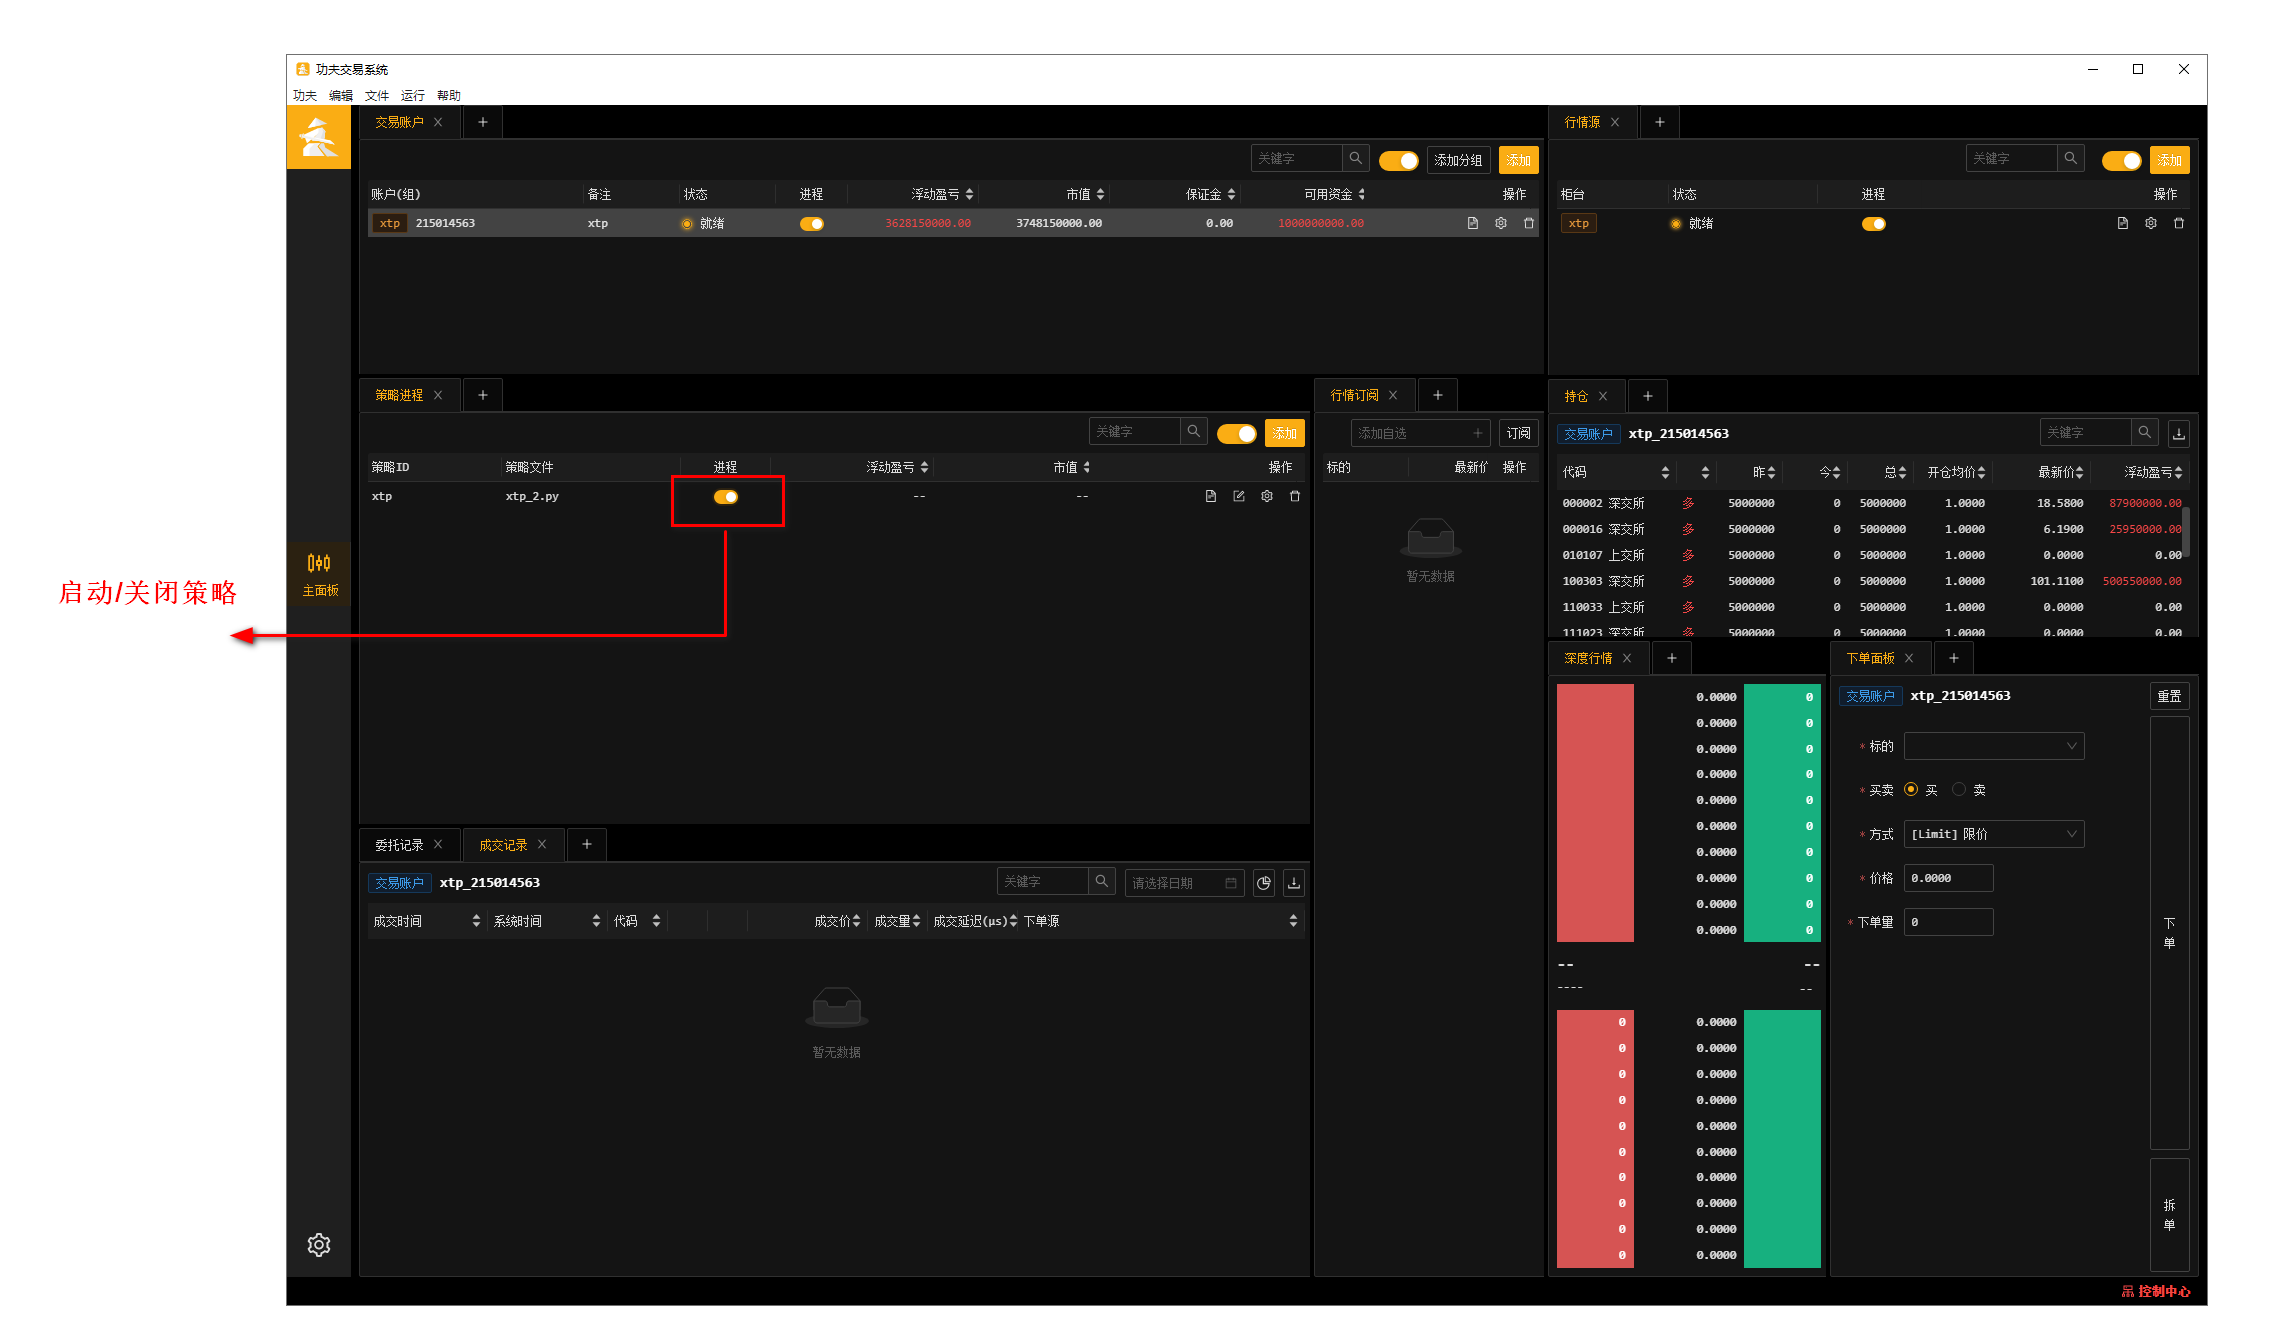 功夫交易系统
功夫 编辑 文件 运行 帮助
交易账户
关键字 添加分组 添加
账户(组) 备注 状态 进程 浮动盈亏 市值 保证金 可用资金 操作
xtp 215014563 xtp 就绪 3628150000.00 3748150000.00 0.00 1000000000.00
行情源
关键字 添加
柜台 状态 进程 操作
xtp 就绪
策略进程
关键字 添加
策略ID 策略文件 进程 浮动盈亏 市值 操作
xtp xtp_2.py -- --
启动/关闭策略
主面板
行情订阅
添加自选 订阅
标的 最新价 操作
暂无数据
持仓
交易账户 xtp_215014563 关键字
代码 昨 今 总 开仓均价 最新价 浮动盈亏
000002 深交所 多 5000000 0 5000000 1.0000 18.5800 87900000.00
000016 深交所 多 5000000 0 5000000 1.0000 6.1900 25950000.00
010107 上交所 多 5000000 0 5000000 1.0000 0.0000 0.00
100303 深交所 多 5000000 0 5000000 1.0000 101.1100 500550000.00
110033 上交所 多 5000000 0 5000000 1.0000 0.0000 0.00
111023 深交所 多 5000000 0 5000000 1.0000 0.0000 0.00
委托记录 成交记录
交易账户 xtp_215014563 关键字 请选择日期
成交时间 系统时间 代码 成交价 成交量 成交延迟(μs) 下单源
暂无数据
深度行情
0.0000 0
0.0000 0
0.0000 0
0.0000 0
0.0000 0
0.0000 0
0.0000 0
0.0000 0
0.0000 0
0.0000 0
-- --
---- --
0 0.0000
0 0.0000
0 0.0000
0 0.0000
0 0.0000
0 0.0000
0 0.0000
0 0.0000
0 0.0000
0 0.0000
下单面板
交易账户 xtp_215014563 重置
* 标的
* 买卖 买 卖
* 方式 [Limit] 限价
* 价格 0.0000
* 下单量 0
下单
拆单
控制中心